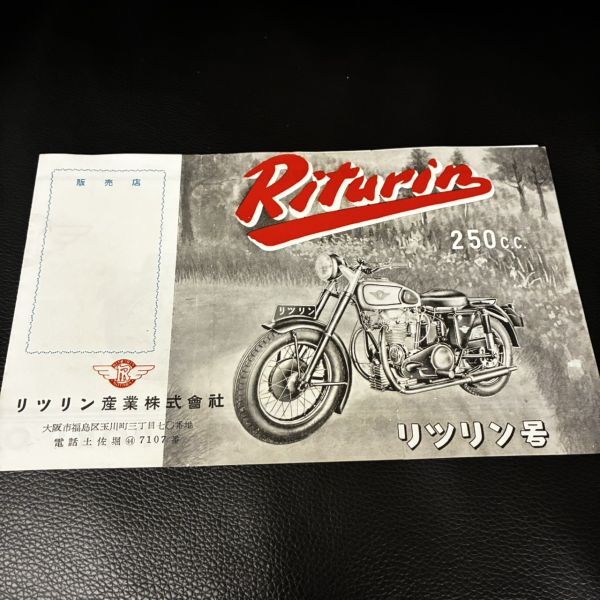 販売店
リツリン産業株式會社
大阪市福島区玉川町三丁目七〇番地
電話土佐堀㊹7107番
Riturin
250C.C.
リツリン
リツリン号